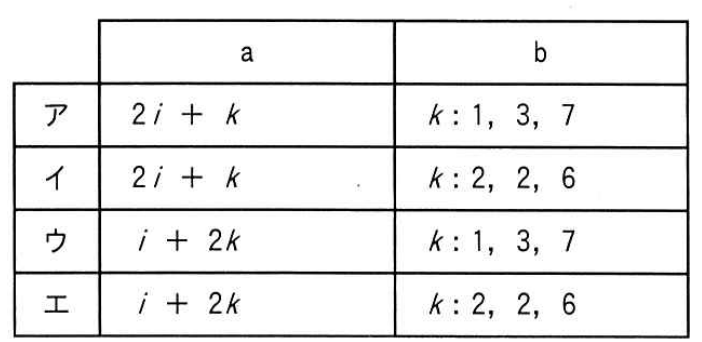 a b
ア 2i + k k : 1, 3, 7
イ 2i + k k : 2, 2, 6
ウ i + 2k k : 1, 3, 7
エ i + 2k k : 2, 2, 6